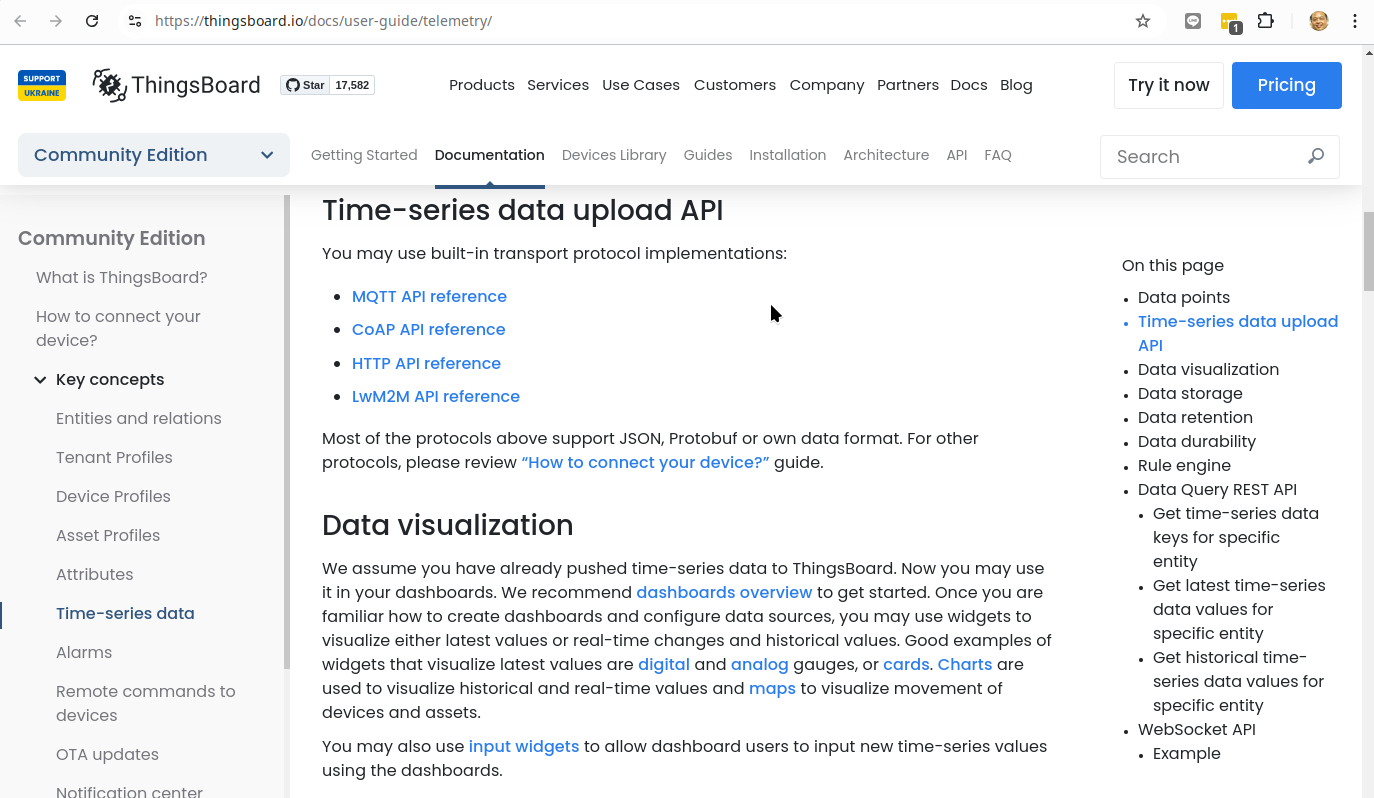 https://thingsboard.io/docs/user-guide/telemetry/
1
SUPPORT
UKRAINE
ThingsBoard
Star 17,582
Products Services Use Cases Customers Company Partners Docs Blog
Try it now
Pricing
Community Edition
Getting Started Documentation Devices Library Guides Installation Architecture API FAQ
Search
Community Edition
What is ThingsBoard?
How to connect your
device?
Key concepts
Entities and relations
Tenant Profiles
Device Profiles
Asset Profiles
Attributes
Time-series data
Alarms
Remote commands to
devices
OTA updates
Notification center
Time-series data upload API
You may use built-in transport protocol implementations:
MQTT API reference
CoAP API reference
HTTP API reference
LwM2M API reference
Most of the protocols above support JSON, Protobuf or own data format. For other
protocols, please review “How to connect your device?” guide.
Data visualization
We assume you have already pushed time-series data to ThingsBoard. Now you may use
it in your dashboards. We recommend dashboards overview to get started. Once you are
familiar how to create dashboards and configure data sources, you may use widgets to
visualize either latest values or real-time changes and historical values. Good examples of
widgets that visualize latest values are digital and analog gauges, or cards. Charts are
used to visualize historical and real-time values and maps to visualize movement of
devices and assets.
You may also use input widgets to allow dashboard users to input new time-series values
using the dashboards.
On this page
Data points
Time-series data upload
API
Data visualization
Data storage
Data retention
Data durability
Rule engine
Data Query REST API
Get time-series data
keys for specific
entity
Get latest time-series
data values for
specific entity
Get historical time-
series data values for
specific entity
WebSocket API
Example